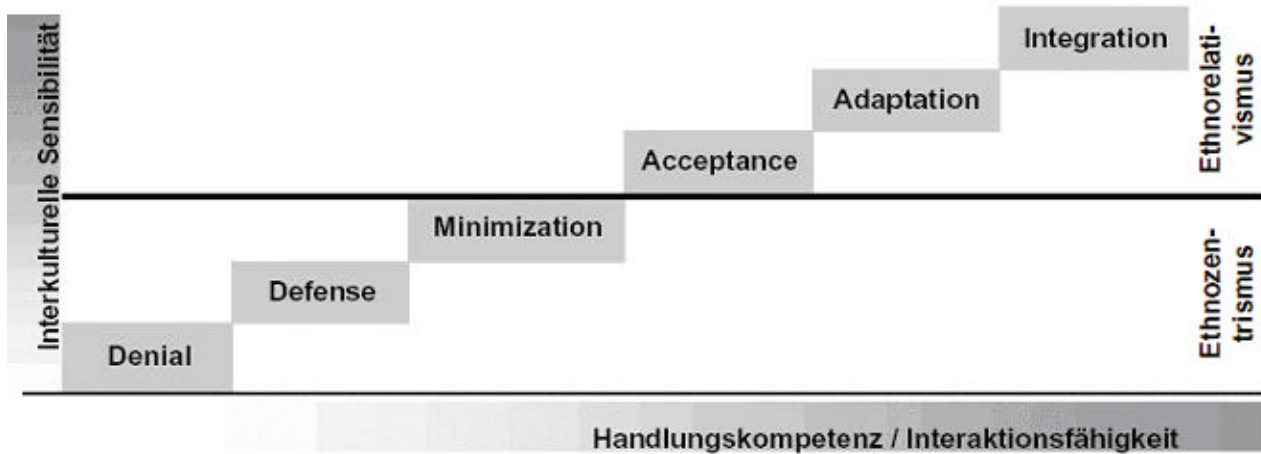 Interkulturelle Sensibilität
Integration
Adaptation
Acceptance
Ethnorelati-
vismus
Minimization
Defense
Denial
Ethnozen-
trismus
Handlungskompetenz / Interaktionsfähigkeit